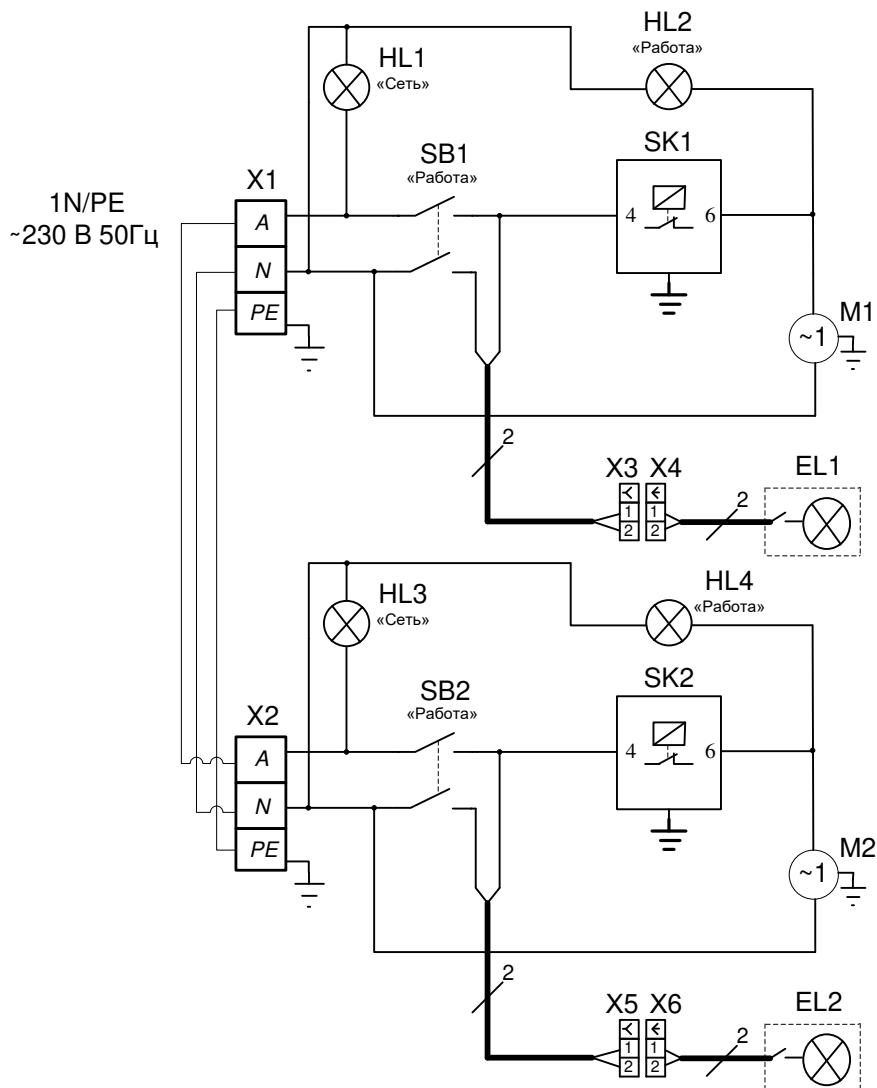 HL2
«Работа»
HL1
«Сеть»
SB1
«Работа»
SK1
X1
1N/PE
~230 В 50Гц
A
4
6
N
PE
M1
~1
2
X3 X4
EL1
1 1
2 2
2
HL3
«Сеть»
HL4
«Работа»
SB2
«Работа»
SK2
X2
A
4
6
N
PE
M2
~1
2
X5 X6
EL2
1 1
2 2
2